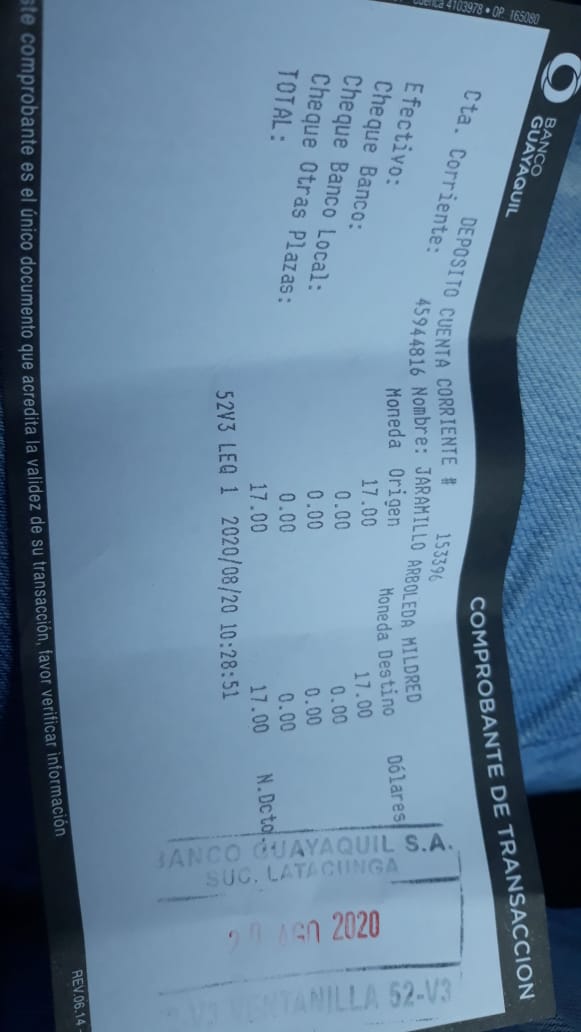 BANCO
GUAYAQUIL
COMPROBANTE DE TRANSACCION
DEPOSITO CUENTA CORRIENTE # 153396
Cta. Corriente: 45944816 Nombre: JARAMILLO ARBOLEDA MILDRED
Moneda Origen Moneda Destino Dólares
Efectivo: 17.00 17.00
Cheque Banco: 0.00 0.00
Cheque Banco Local: 0.00 0.00
Cheque Otras Plazas: 0.00 0.00
TOTAL: 17.00 17.00 N.Dcto
52V3 LEQ 1 2020/08/20 10:28:51
BANCO GUAYAQUIL S.A.
SUC. LATACUNGA
20 AGO 2020
VENTANILLA 52-V3
4103978 • OP. 165080
este comprobante es el único documento que acredita la validez de su transacción, favor verificar información
REV.06.14